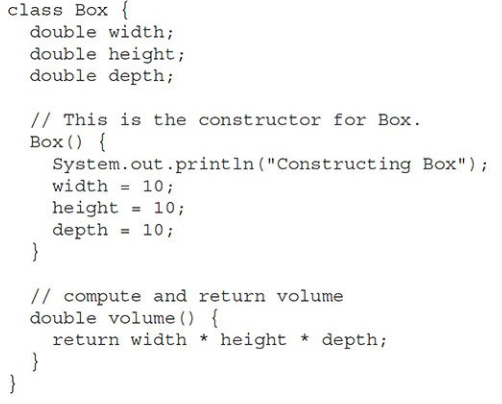 class Box {
  double width;
  double height;
  double depth;

  // This is the constructor for Box.
  Box() {
    System.out.println("Constructing Box");
    width = 10;
    height = 10;
    depth = 10;
  }

  // compute and return volume
  double volume() {
    return width * height * depth;
  }
}